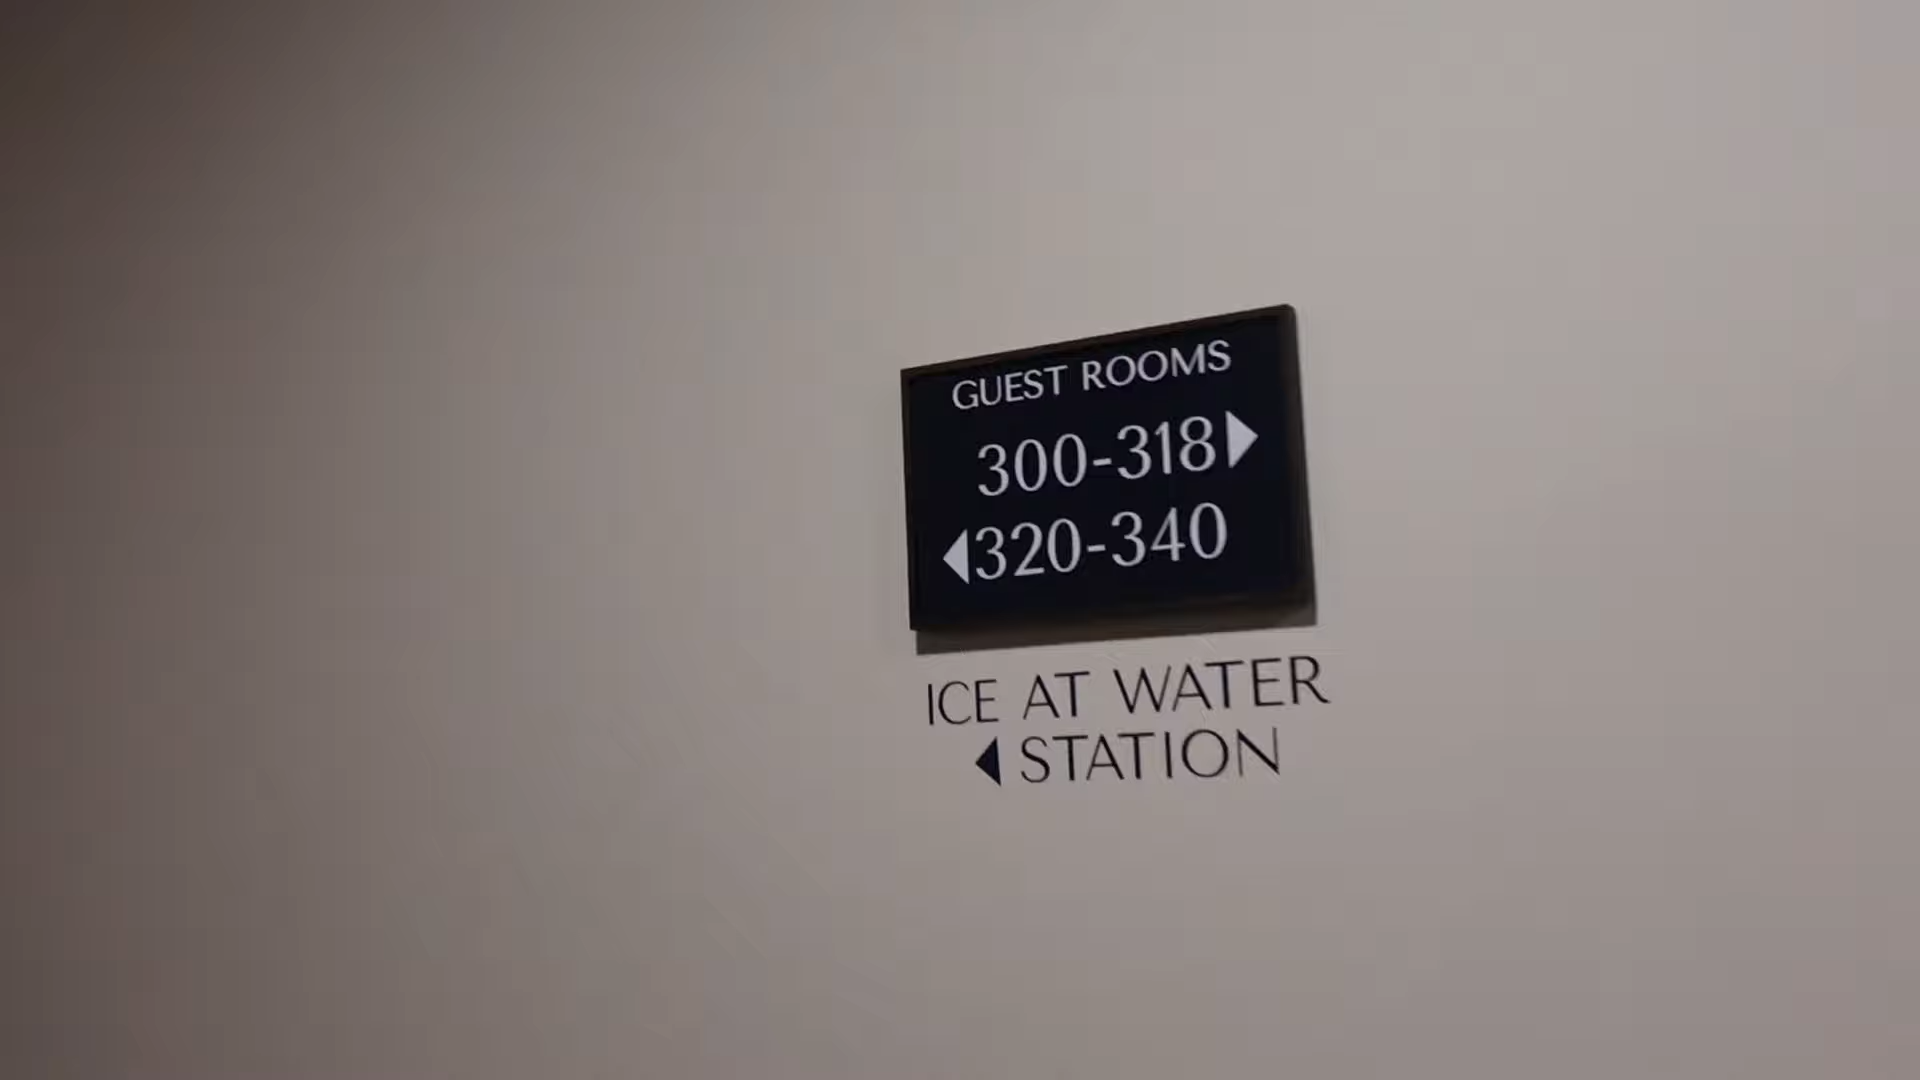 GUEST ROOMS
300-318▶
◀320-340
ICE AT WATER
◀ STATION